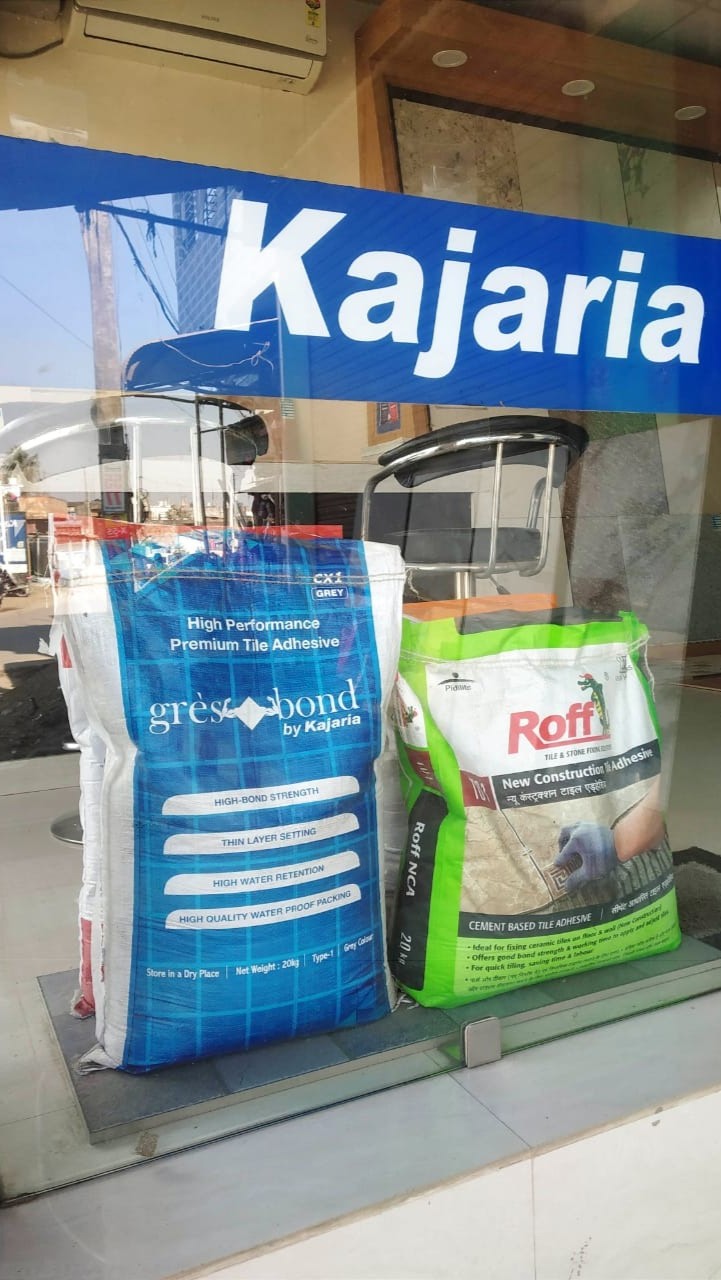 Kajaria
CX1
GREY
High Performance
Premium Tile Adhesive
grès bond
by Kajaria
HIGH-BOND STRENGTH
THIN LAYER SETTING
HIGH WATER RETENTION
HIGH QUALITY WATER PROOF PACKING
Store in a Dry Place | Net Weight : 20kg | Type-1 | Grey Colour
Pidilite
Roff
TILE & STONE FIXING
New Construction Tile Adhesive
न्यू कंस्ट्रक्शन टाइल एड्हेसिव
Roff NCA
20 kg
CEMENT BASED TILE ADHESIVE | सीमेंट आधारित टाइल
• Ideal for fixing ceramic tiles on floor & wall (New Construction)
• Offers good bond strength & working time to apply and adjust tiles
• For quick tiling, saving time & labour